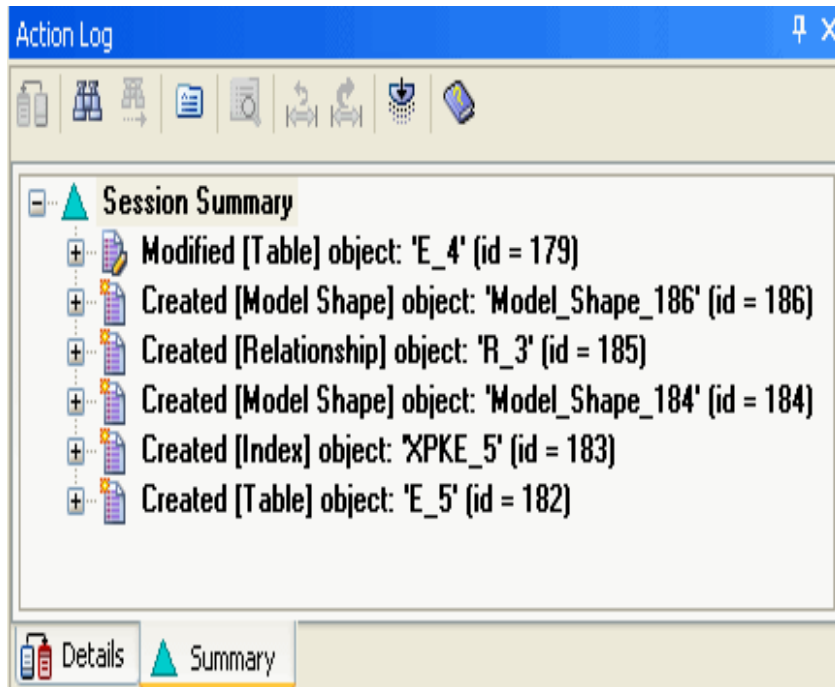 Action Log
Session Summary
Modified [Table] object: 'E_4' (id = 179)
Created [Model Shape] object: 'Model_Shape_186' (id = 186)
Created [Relationship] object: 'R_3' (id = 185)
Created [Model Shape] object: 'Model_Shape_184' (id = 184)
Created [Index] object: 'XPKE_5' (id = 183)
Created [Table] object: 'E_5' (id = 182)
Details
Summary